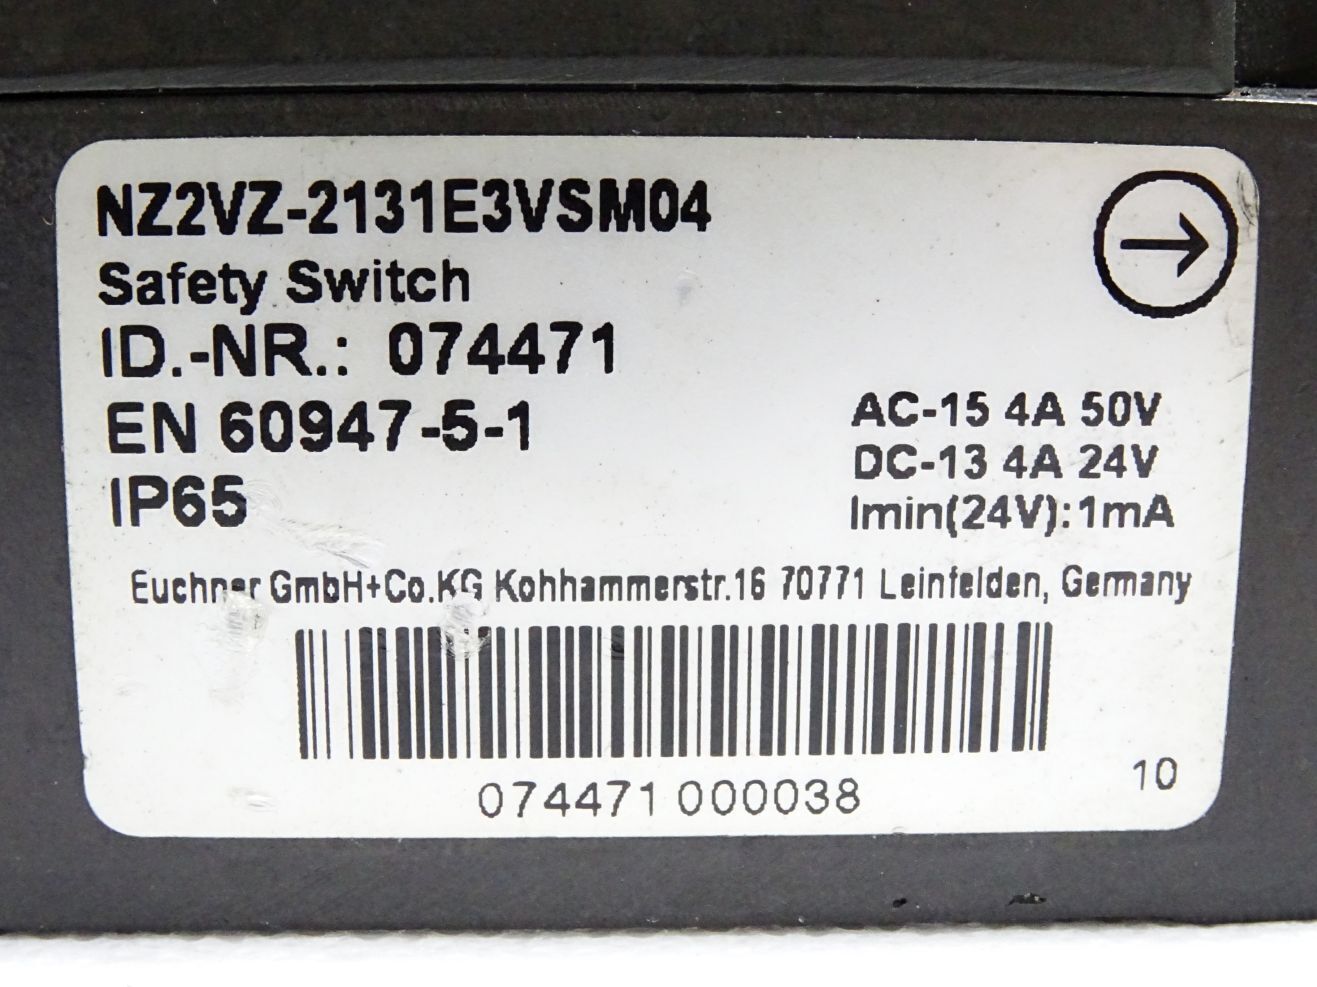 NZ2VZ-2131E3VSM04
Safety Switch
ID.-NR.: 074471
EN 60947-5-1
IP65
AC-15 4A 50V
DC-13 4A 24V
Imin(24V):1mA
Euchner GmbH+Co.KG Kohhammerstr.16 70771 Leinfelden, Germany
074471 000038
10